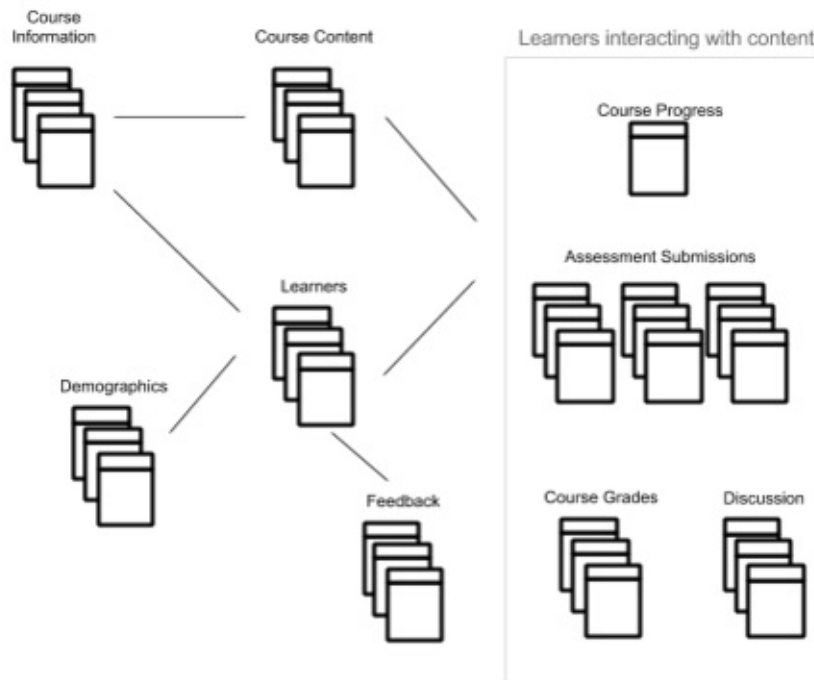 Course
Information
Course Content
Learners interacting with content
Course Progress
Assessment Submissions
Learners
Demographics
Feedback
Course Grades
Discussion